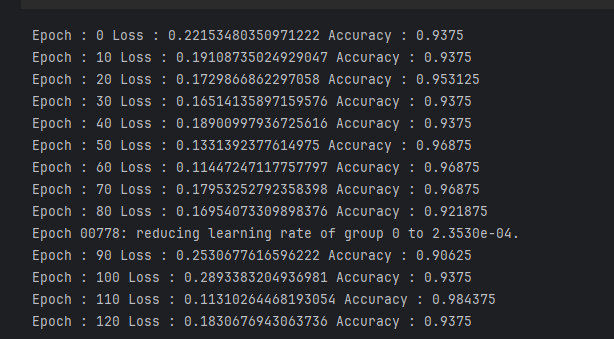 Epoch : 0 Loss : 0.22153480350971222 Accuracy : 0.9375
Epoch : 10 Loss : 0.19108735024929047 Accuracy : 0.9375
Epoch : 20 Loss : 0.1729866862297058 Accuracy : 0.953125
Epoch : 30 Loss : 0.16514135897159576 Accuracy : 0.9375
Epoch : 40 Loss : 0.18900997936725616 Accuracy : 0.9375
Epoch : 50 Loss : 0.1331392377614975 Accuracy : 0.96875
Epoch : 60 Loss : 0.11447247117757797 Accuracy : 0.96875
Epoch : 70 Loss : 0.17953252792358398 Accuracy : 0.96875
Epoch : 80 Loss : 0.16954073309898376 Accuracy : 0.921875
Epoch 00778: reducing learning rate of group 0 to 2.3530e-04.
Epoch : 90 Loss : 0.2530677616596222 Accuracy : 0.90625
Epoch : 100 Loss : 0.2893383204936981 Accuracy : 0.9375
Epoch : 110 Loss : 0.11310264468193054 Accuracy : 0.984375
Epoch : 120 Loss : 0.1830676943063736 Accuracy : 0.9375